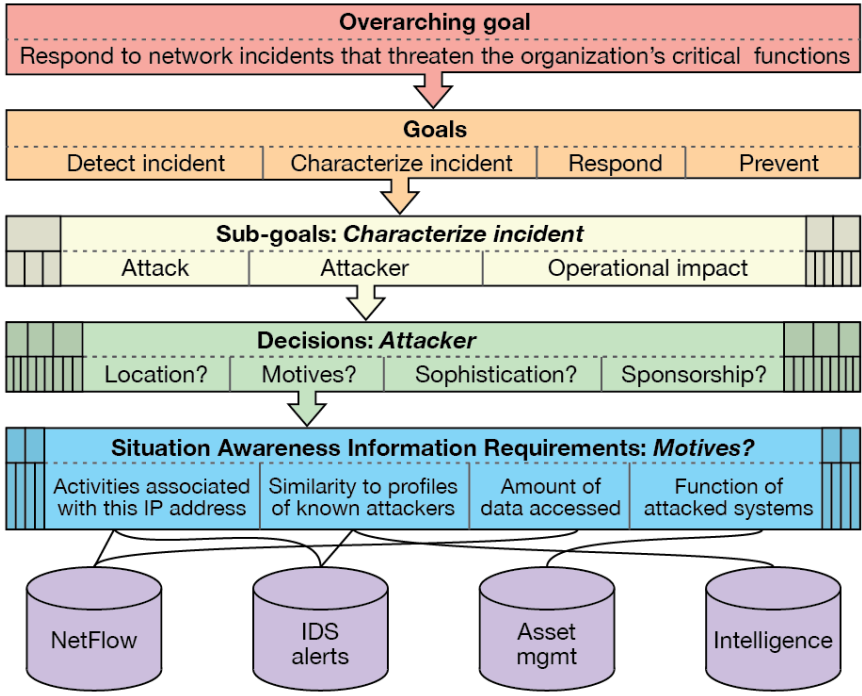 Overarching goal
Respond to network incidents that threaten the organization's critical functions
Goals
Detect incident
Characterize incident
Respond
Prevent
Sub-goals: Characterize incident
Attack
Attacker
Operational impact
Decisions: Attacker
Location?
Motives?
Sophistication?
Sponsorship?
Situation Awareness Information Requirements: Motives?
Activities associated
with this IP address
Similarity to profiles
of known attackers
Amount of
data accessed
Function of
attacked systems
NetFlow
IDS
alerts
Asset
mgmt
Intelligence